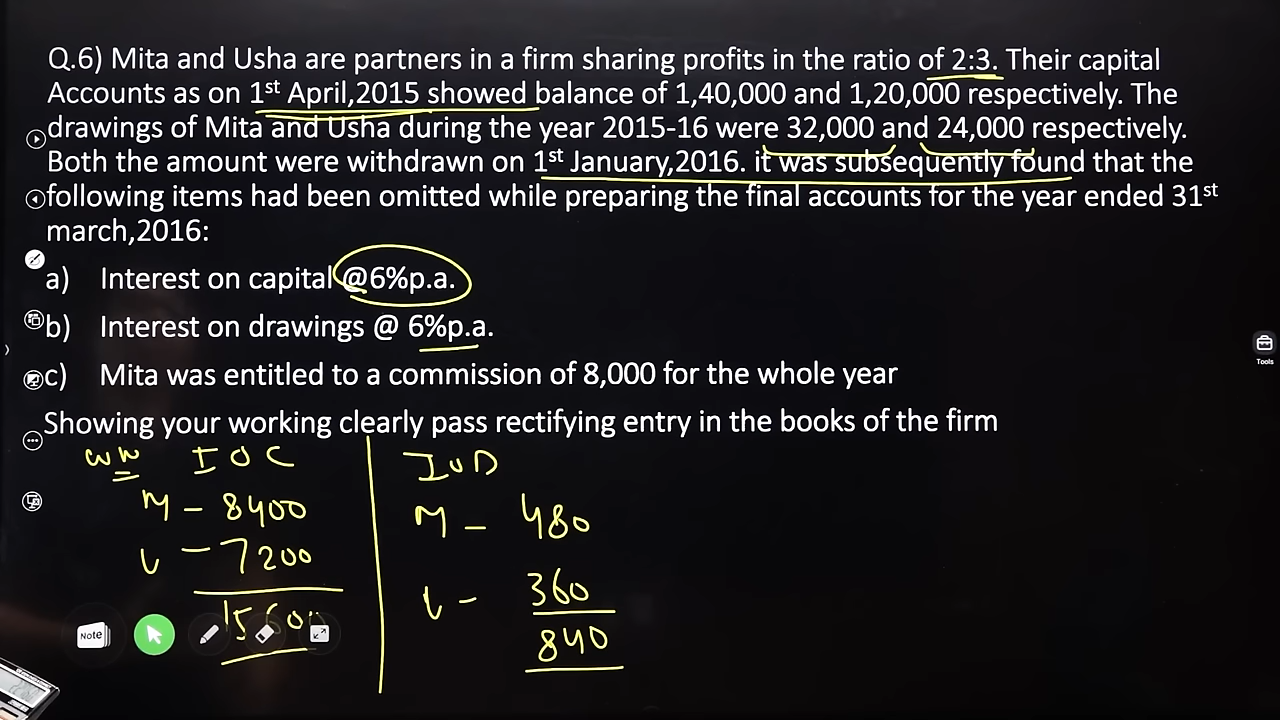 Q.6) Mita and Usha are partners in a firm sharing profits in the ratio of 2:3. Their capital
Accounts as on 1st April,2015 showed balance of 1,40,000 and 1,20,000 respectively. The
drawings of Mita and Usha during the year 2015-16 were 32,000 and 24,000 respectively.
Both the amount were withdrawn on 1st January,2016. it was subsequently found that the
following items had been omitted while preparing the final accounts for the year ended 31st
march,2016:
a) Interest on capital @6%p.a.
b) Interest on drawings @ 6%p.a.
c) Mita was entitled to a commission of 8,000 for the whole year
Showing your working clearly pass rectifying entry in the books of the firm
WN IOC
M - 8400
U - 7200
15600
IOD
M - 480
U - 360
840
Note
Tools